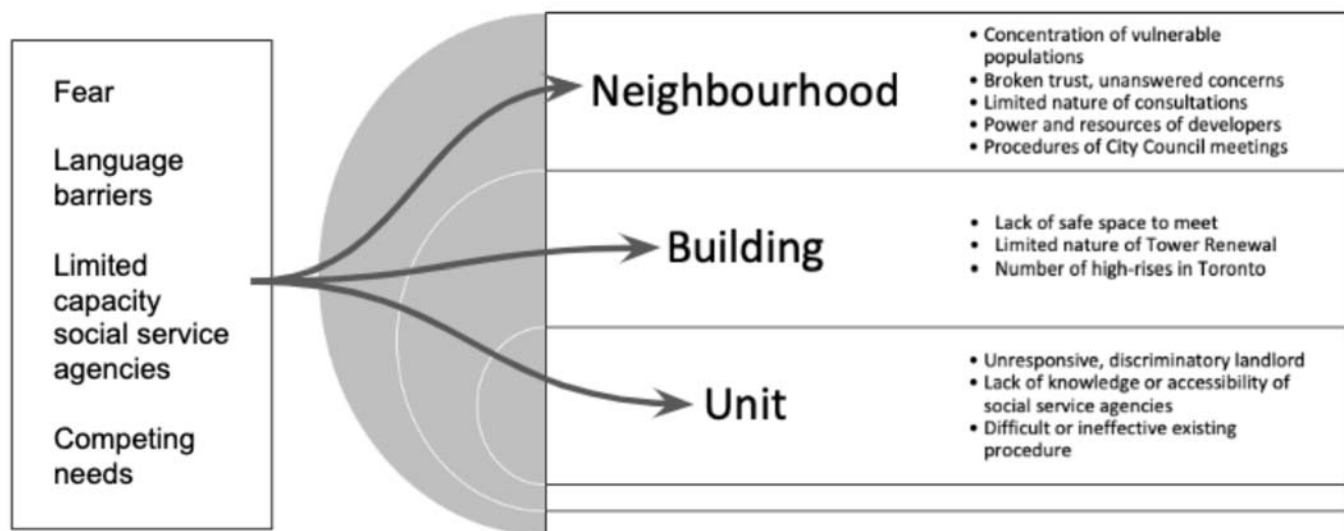 Fear
Language
barriers
Limited
capacity
social service
agencies
Competing
needs
Neighbourhood
• Concentration of vulnerable
populations
• Broken trust, unanswered concerns
• Limited nature of consultations
• Power and resources of developers
• Procedures of City Council meetings
Building
• Lack of safe space to meet
• Limited nature of Tower Renewal
• Number of high-rises in Toronto
Unit
• Unresponsive, discriminatory landlord
• Lack of knowledge or accessibility of
social service agencies
• Difficult or ineffective existing
procedure